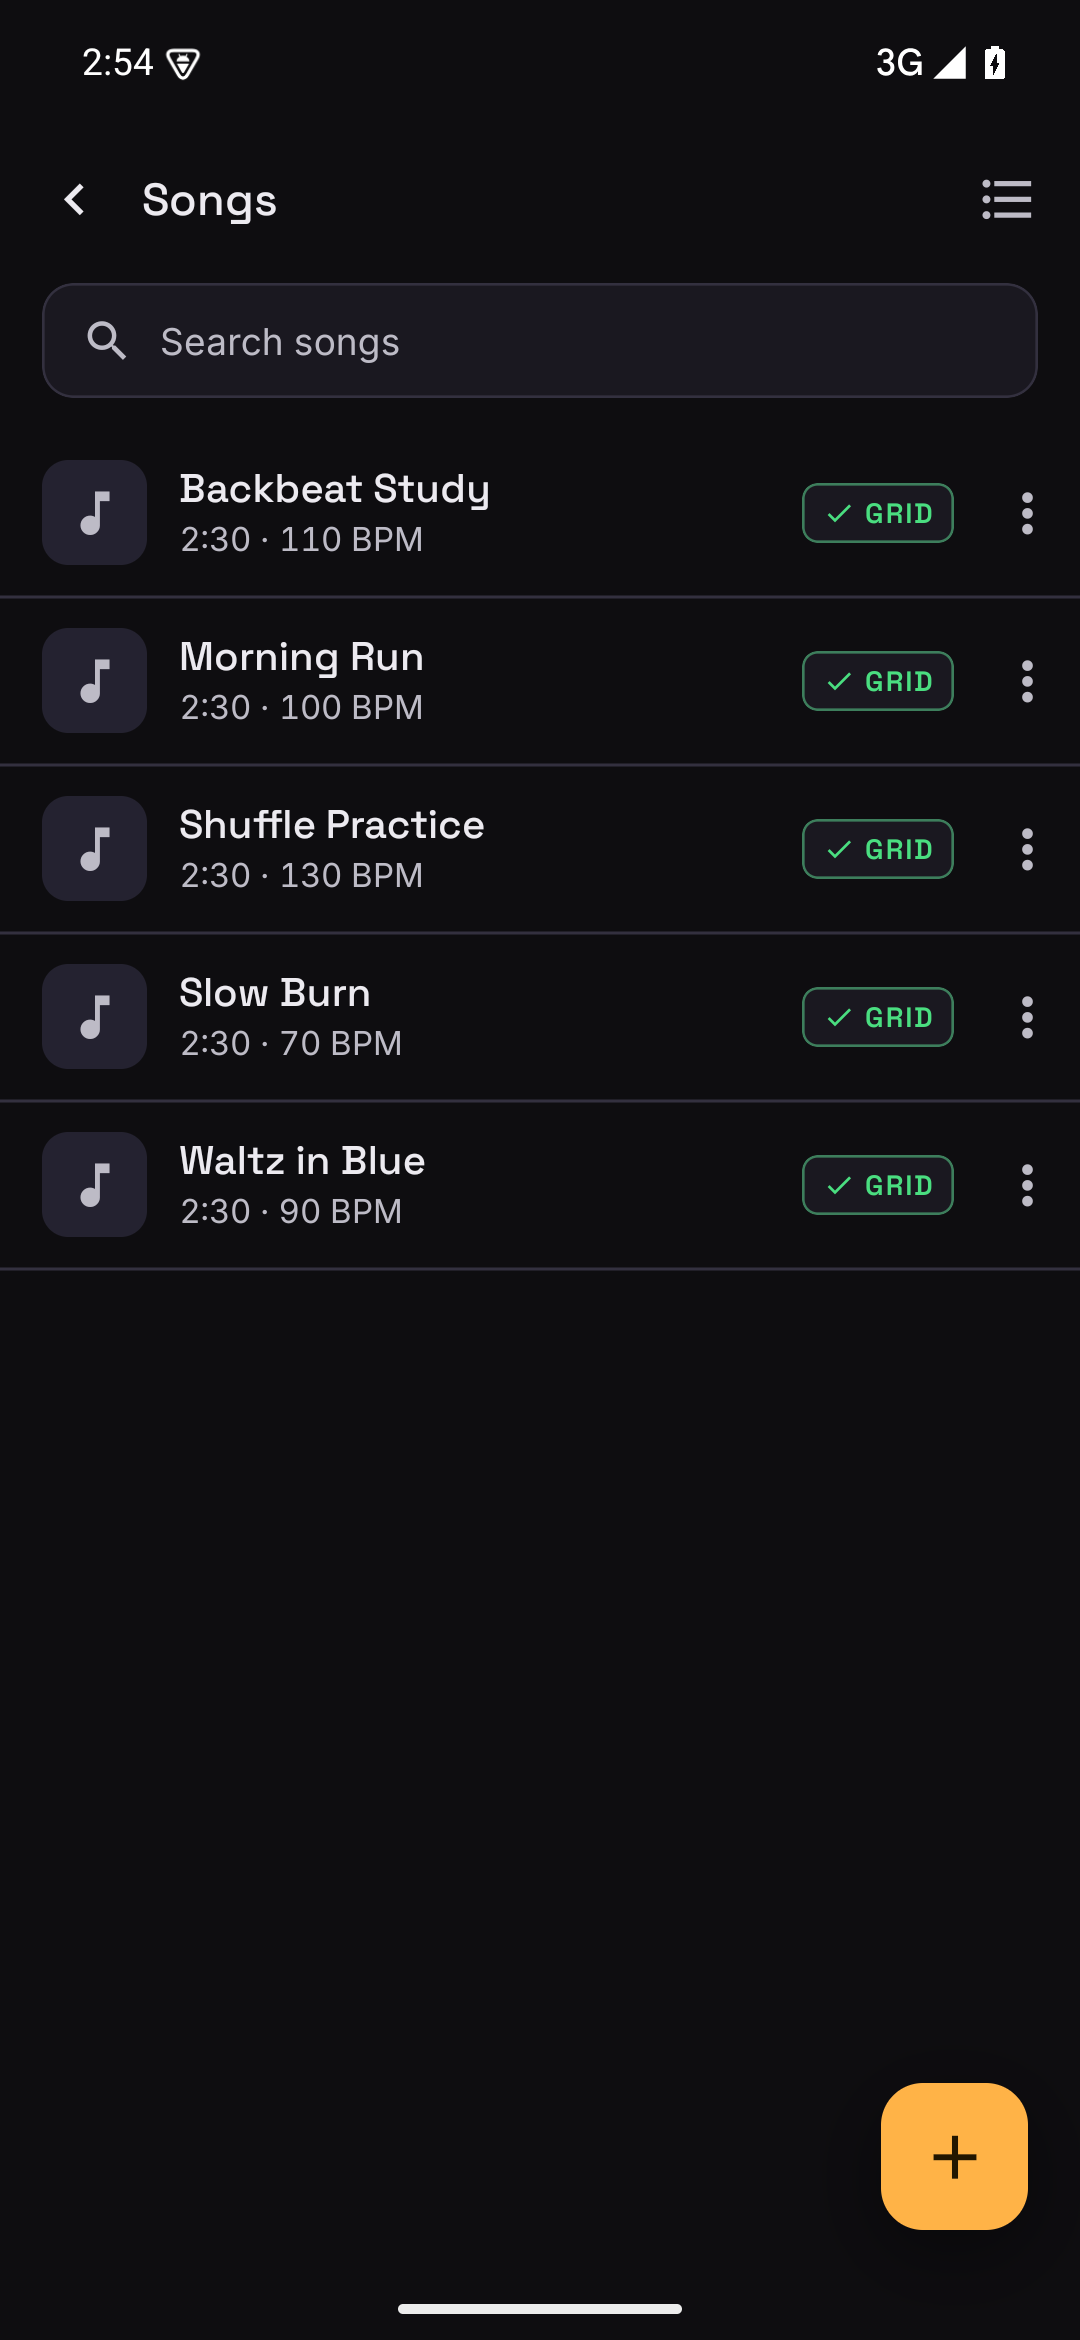 2:54
3G
Songs
Search songs
Backbeat Study
2:30 · 110 BPM
GRID
Morning Run
2:30 · 100 BPM
GRID
Shuffle Practice
2:30 · 130 BPM
GRID
Slow Burn
2:30 · 70 BPM
GRID
Waltz in Blue
2:30 · 90 BPM
GRID